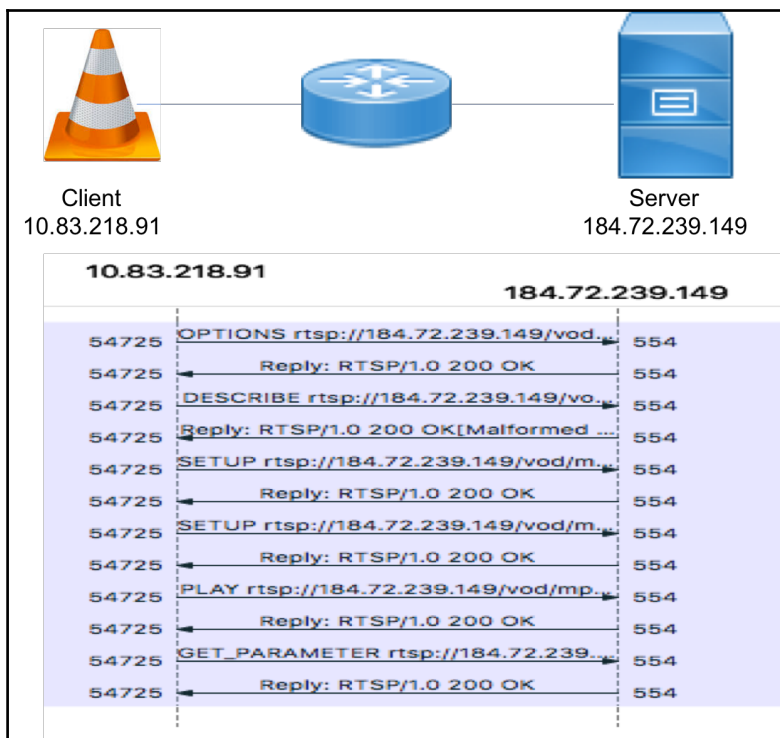 Client
10.83.218.91
Server
184.72.239.149
10.83.218.91
184.72.239.149
54725 OPTIONS rtsp://184.72.239.149/vod... 554
54725 Reply: RTSP/1.0 200 OK 554
54725 DESCRIBE rtsp://184.72.239.149/vo... 554
54725 Reply: RTSP/1.0 200 OK[Malformed ... 554
54725 SETUP rtsp://184.72.239.149/vod/m... 554
54725 Reply: RTSP/1.0 200 OK 554
54725 SETUP rtsp://184.72.239.149/vod/m... 554
54725 Reply: RTSP/1.0 200 OK 554
54725 PLAY rtsp://184.72.239.149/vod/mp... 554
54725 Reply: RTSP/1.0 200 OK 554
54725 GET_PARAMETER rtsp://184.72.239.... 554
54725 Reply: RTSP/1.0 200 OK 554